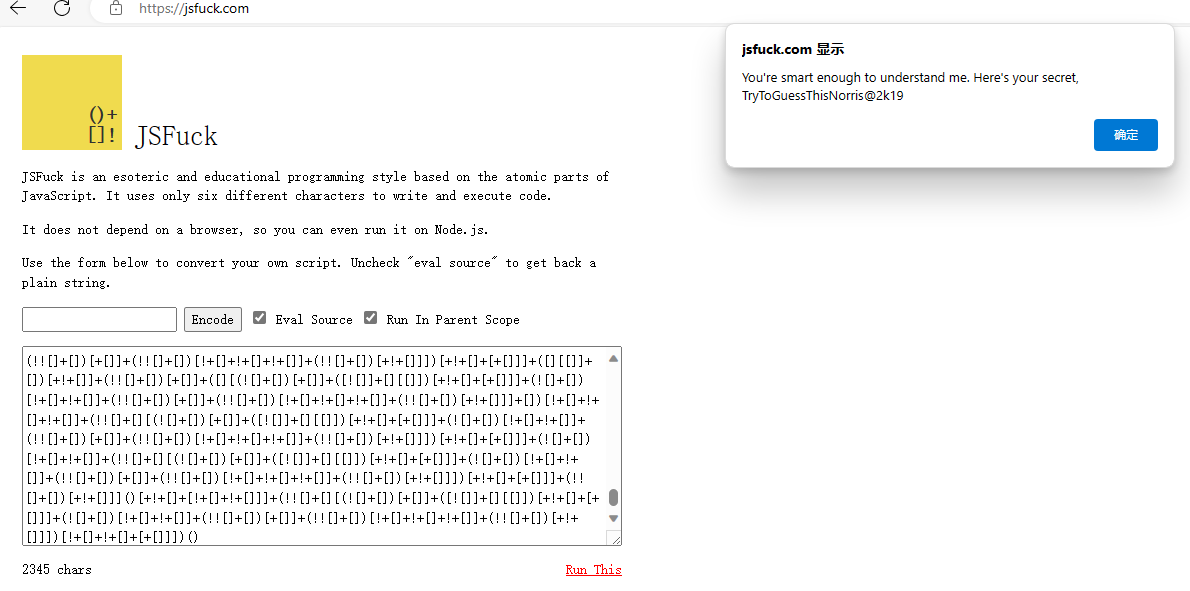 https://jsfuck.com
jsfuck.com 显示
You're smart enough to understand me. Here's your secret,
TryToGuessThisNorris@2k19
确定
()+
[]!
JSFuck
JSFuck is an esoteric and educational programming style based on the atomic parts of
JavaScript. It uses only six different characters to write and execute code.
It does not depend on a browser, so you can even run it on Node.js.
Use the form below to convert your own script. Uncheck "eval source" to get back a
plain string.
Encode
Eval Source
Run In Parent Scope
(!![]+[])[+[]]+(!![]+[])[!+[]+!+[]+!+[]]+(!![]+[])[+!+[]]])[+!+[]+[+[]]]+([][[]]+
[])[+!+[]]+(!![]+[])[+[]]+([][(![]+[])[+[]]+([![]]+[][[]])[+!+[]+[+[]]]+(![]+[])
[!+[]+!+[]]+(!![]+[])[+[]]+(!![]+[])[!+[]+!+[]+!+[]]+(!![]+[])[+!+[]]]+[])[!+[]+!+
[]+!+[]]+(!![]+[][(![]+[])[+[]]+([![]]+[][[]])[+!+[]+[+[]]]+(![]+[])[!+[]+!+[]]+
(!![]+[])[+[]]+(!![]+[])[!+[]+!+[]+!+[]]+(!![]+[])[+!+[]]])[+!+[]+[+[]]]+(![]+[])
[!+[]+!+[]]+(!![]+[][(![]+[])[+[]]+([![]]+[][[]])[+!+[]+[+[]]]+(![]+[])[!+[]+!+
[]]+(!![]+[])[+[]]+(!![]+[])[!+[]+!+[]+!+[]]+(!![]+[])[+!+[]]])[+!+[]+[+[]]]+(!!
[]+[])[+!+[]]]()[+!+[]+[!+[]+!+[]]]+(!![]+[][(![]+[])[+[]]+([![]]+[][[]])[+!+[]+[+
[]]]+(![]+[])[!+[]+!+[]]+(!![]+[])[+[]]+(!![]+[])[!+[]+!+[]+!+[]]+(!![]+[])[+!+
[]]])[!+[]+!+[]+[+[]]])()
2345 chars
Run This